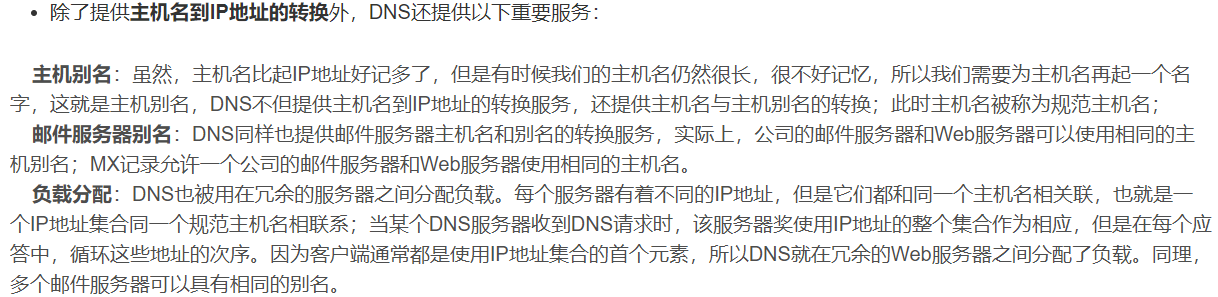 • 除了提供主机名到IP地址的转换外，DNS还提供以下重要服务：
主机别名：虽然，主机名比起IP地址好记多了，但是有时候我们的主机名仍然很长，很不好记忆，所以我们需要为主机名再起一个名
字，这就是主机别名，DNS不但提供主机名到IP地址的转换服务，还提供主机名与主机别名的转换；此时主机名被称为规范主机名；
邮件服务器别名：DNS同样也提供邮件服务器主机名和别名的转换服务，实际上，公司的邮件服务器和Web服务器可以使用相同的主
机别名；MX记录允许一个公司的邮件服务器和Web服务器使用相同的主机名。
负载分配：DNS也被用在冗余的服务器之间分配负载。每个服务器有着不同的IP地址，但是它们都和同一个主机名相关联，也就是一
个IP地址集合同一个规范主机名相联系；当某个DNS服务器收到DNS请求时，该服务器奖使用IP地址的整个集合作为相应，但是在每个应
答中，循环这些地址的次序。因为客户端通常都是使用IP地址集合的首个元素，所以DNS就在冗余的Web服务器之间分配了负载。同理，
多个邮件服务器可以具有相同的别名。